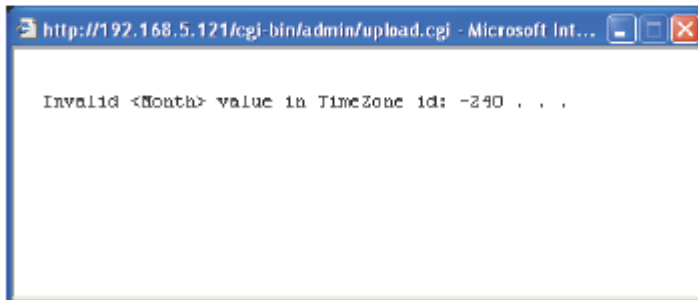 http://192.168.5.121/cgi-bin/admin/upload.cgi - Microsoft Int...
Invalid <Month> value in TimeZone id: -240 . . .